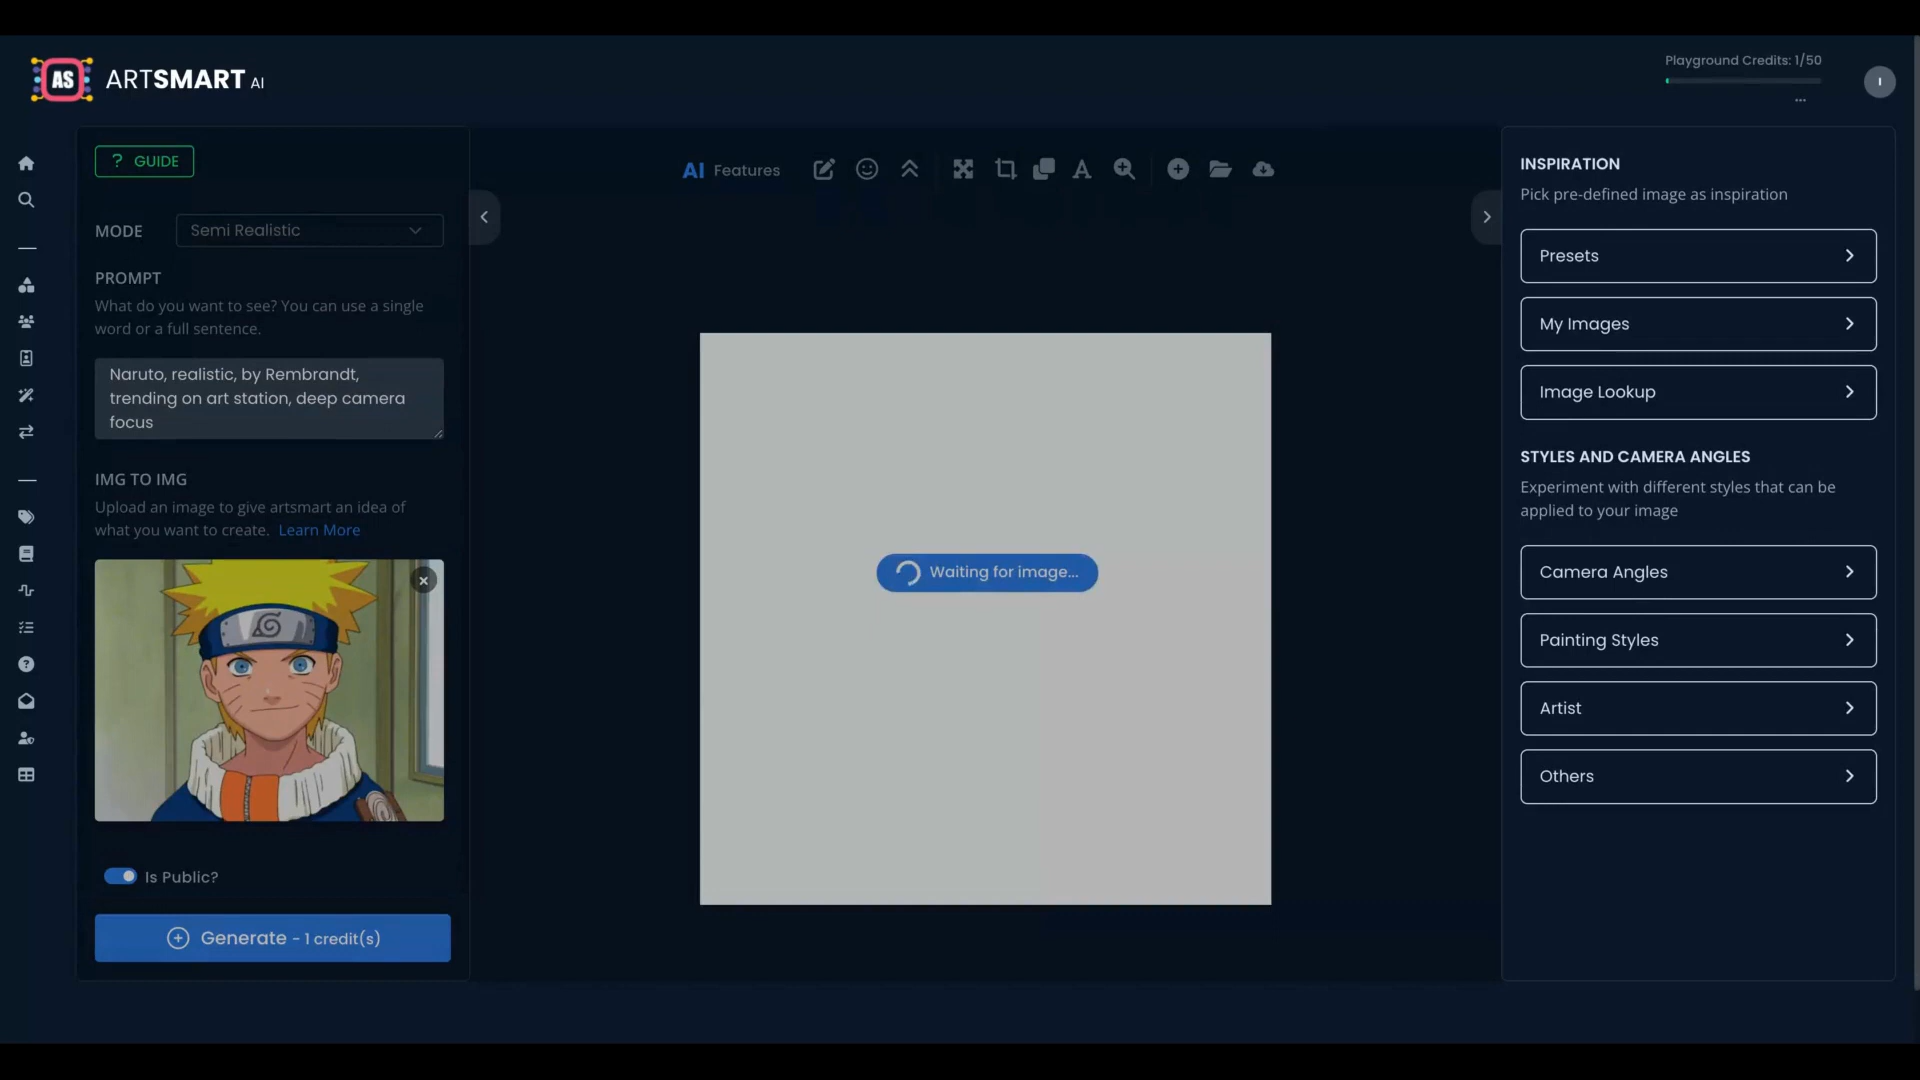 AS ARTSMART AI
Playground Credits: 1/50
...
I
? GUIDE
MODE
Semi Realistic
PROMPT
What do you want to see? You can use a single
word or a full sentence.
Naruto, realistic, by Rembrandt,
trending on art station, deep camera
focus
IMG TO IMG
Upload an image to give artsmart an idea of
what you want to create. Learn More
Is Public?
Generate - 1 credit(s)
AI Features
A
Waiting for image...
INSPIRATION
Pick pre-defined image as inspiration
Presets
My Images
Image Lookup
STYLES AND CAMERA ANGLES
Experiment with different styles that can be
applied to your image
Camera Angles
Painting Styles
Artist
Others